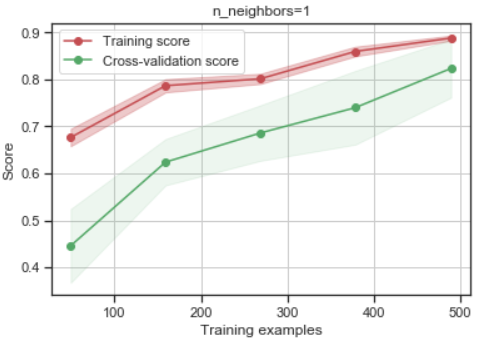 n_neighbors=1
0.9
0.8
0.7
0.6
0.5
0.4
Score
Training score
Cross-validation score
100
200
300
400
500
Training examples